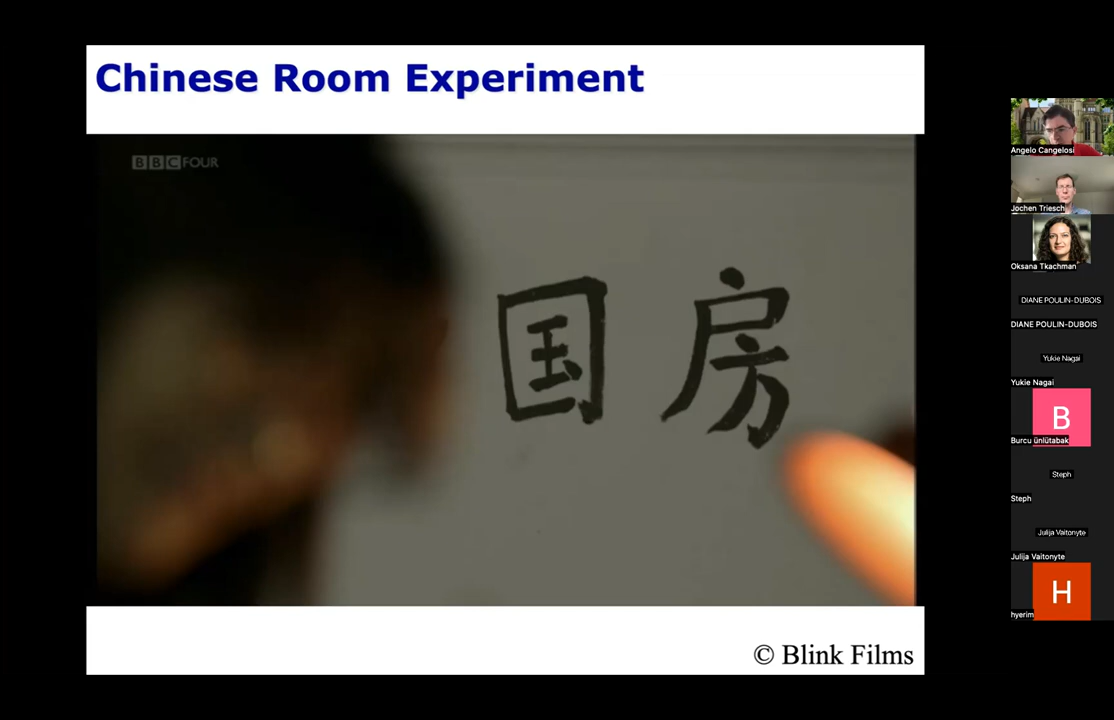 Chinese Room Experiment
BBC FOUR
国 房
© Blink Films
Angelo Cangelosi
Jochen Triesch
Oksana Tkachman
DIANE POULIN-DUBOIS
DIANE POULIN-DUBOIS
Yukie Nagai
Yukie Nagai
B
Burcu ünlütabak
Steph
Steph
Julija Vaitonyte
Julija Vaitonyte
H
hyerim